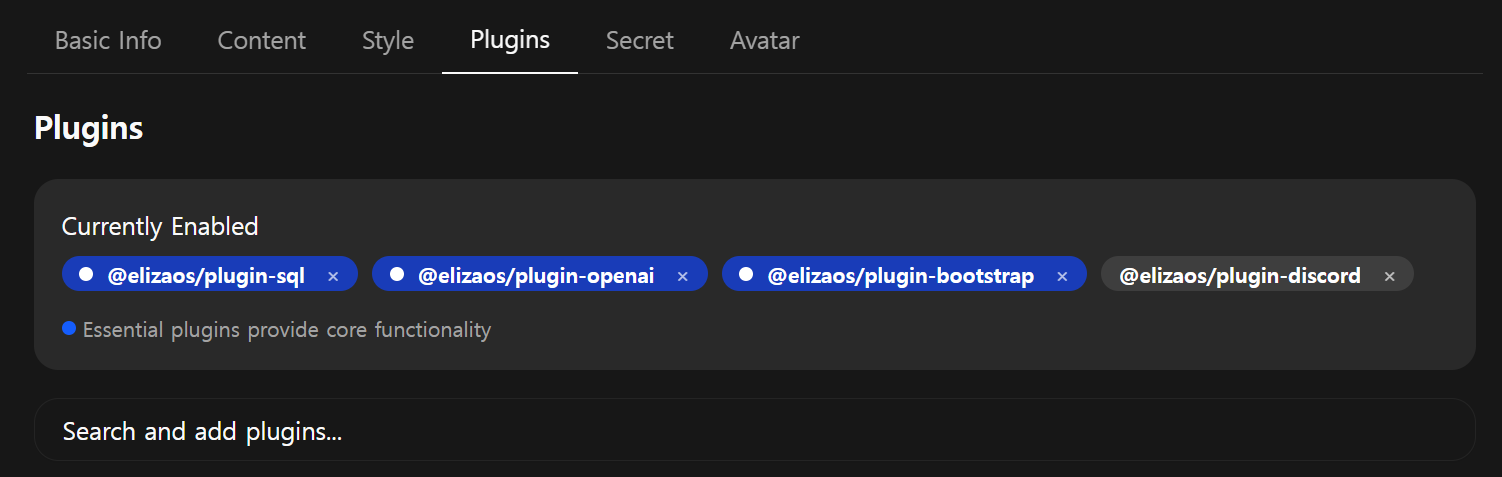 Basic Info Content Style Plugins Secret Avatar
Plugins
Currently Enabled
@elizaos/plugin-sql × @elizaos/plugin-openai × @elizaos/plugin-bootstrap × @elizaos/plugin-discord ×
Essential plugins provide core functionality
Search and add plugins...